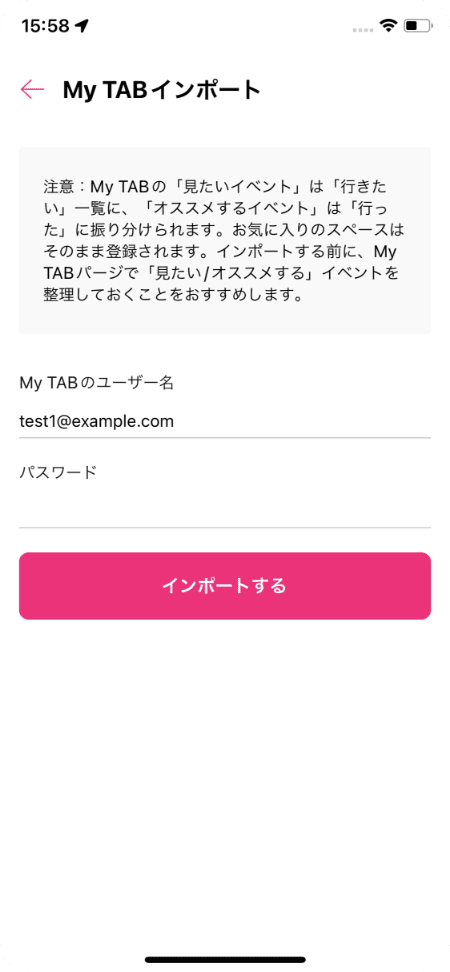 15:58
My TABインポート
注意：My TABの「見たいイベント」は「行きた
い」一覧に、「オススメするイベント」は「行っ
た」に振り分けられます。お気に入りのスペースは
そのまま登録されます。インポートする前に、My
TABページで「見たい/オススメする」イベントを
整理しておくことをおすすめします。
My TABのユーザー名
test1@example.com
パスワード
インポートする